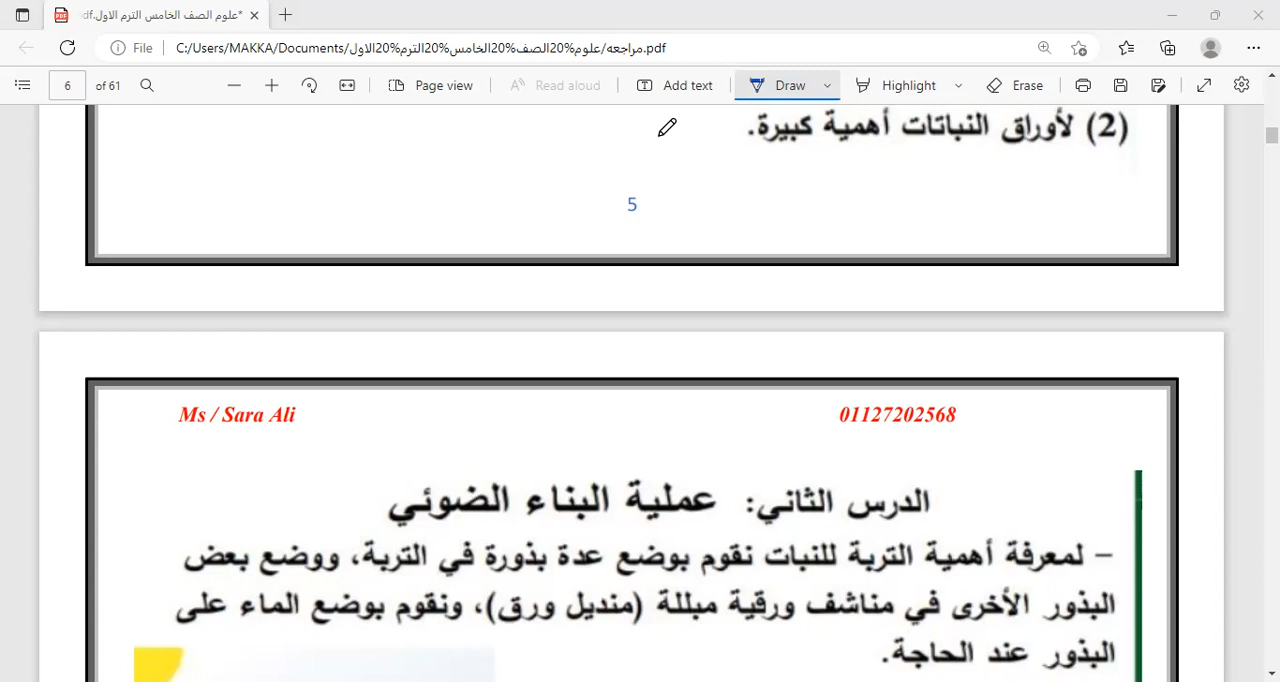 علوم الصف الخامس الترم الاول.df*
File C:/Users/MAKKA/Documents/مراجعه/علوم%20الصف%20الخامس%20الترم%20الاول.pdf
6 of 61 Page view Read aloud Add text Draw Highlight Erase
(2) لأوراق النباتات أهمية كبيرة.
5
Ms / Sara Ali 01127202568
الدرس الثاني: عملية البناء الضوئي
– لمعرفة أهمية التربة للنبات نقوم بوضع عدة بذورة في التربة، ووضع بعض
البذور الأخرى في مناشف ورقية مبللة (منديل ورق)، ونقوم بوضع الماء على
البذور عند الحاجة.